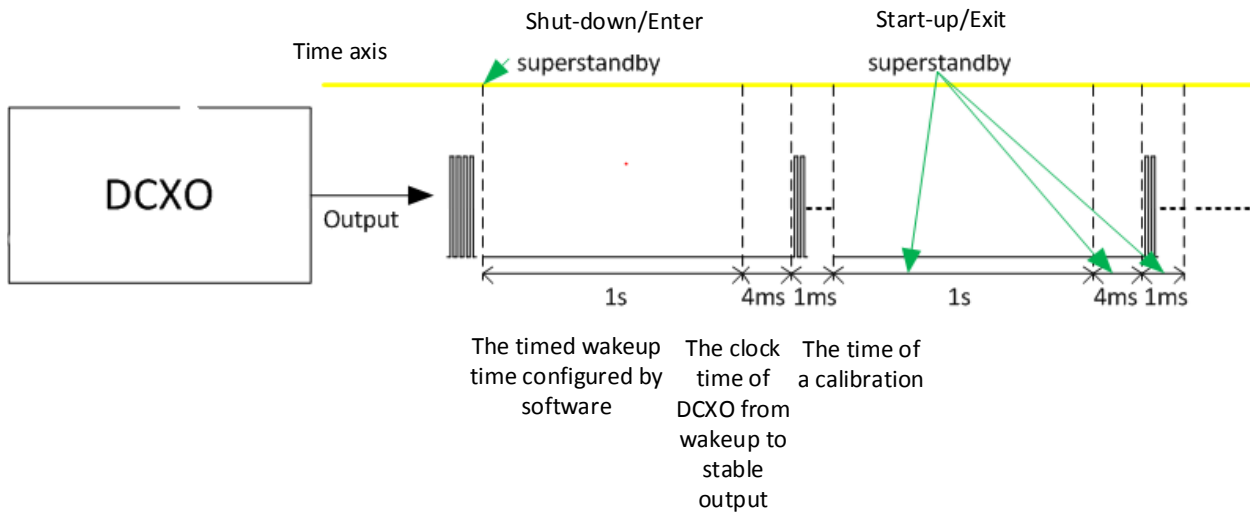 Shut-down/Enter
Start-up/Exit
Time axis
superstandby
superstandby
DCXO
Output
1s
4ms
1ms
1s
4ms
1ms
The timed wakeup
time configured by
software
The clock
time of
DCXO from
wakeup to
stable
output
The time of
a calibration